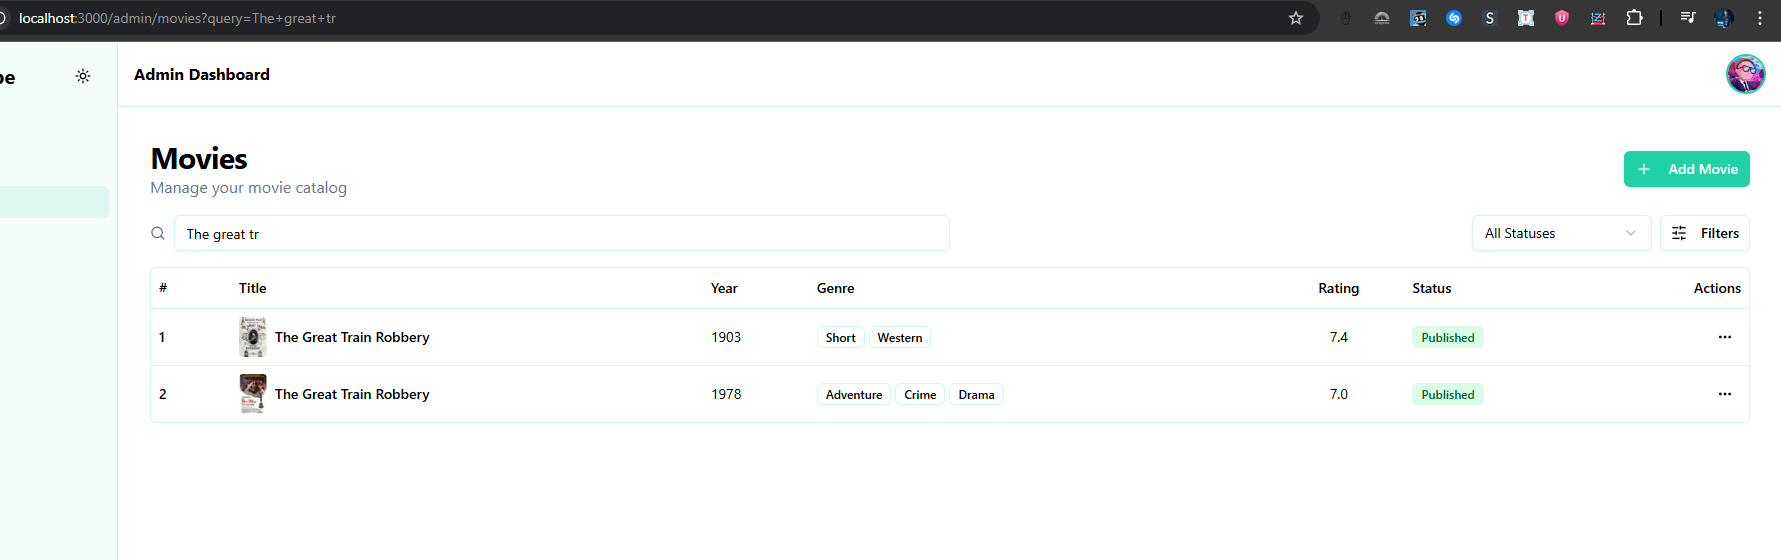 localhost:3000/admin/movies?query=The+great+tr
Admin Dashboard
Movies
Manage your movie catalog
Add Movie
The great tr
All Statuses
Filters
# Title Year Genre Rating Status Actions
1 The Great Train Robbery 1903 Short Western 7.4 Published
2 The Great Train Robbery 1978 Adventure Crime Drama 7.0 Published